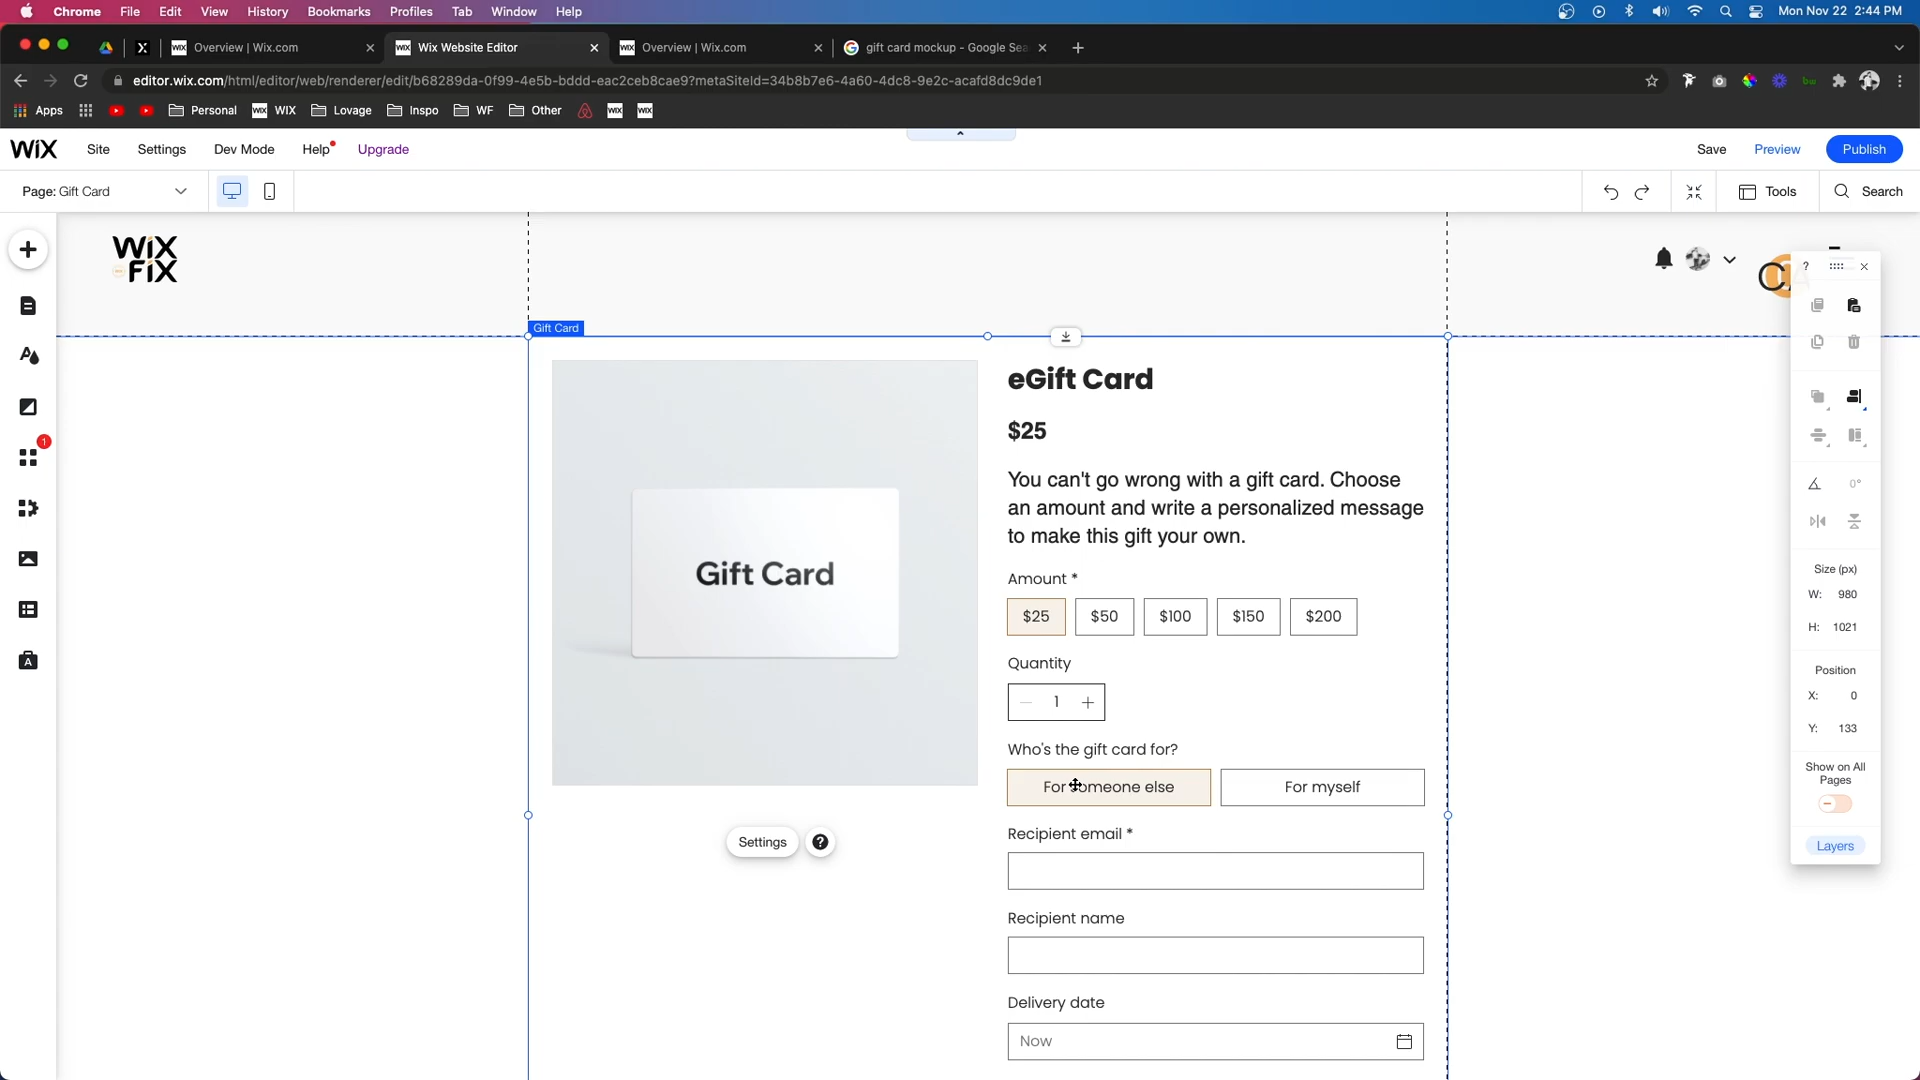 Chrome File Edit View History Bookmarks Profiles Tab Window Help Mon Nov 22 2:44 PM
WIX Overview | Wix.com WIX Wix Website Editor WIX Overview | Wix.com gift card mockup - Google Sea
editor.wix.com/html/editor/web/renderer/edit/b68289da-0f99-4e5b-bddd-eac2ceb8cae9?metaSiteId=34b8b7e6-4a60-4dc8-9e2c-acafd8dc9de1
Apps Personal WIX WIX Lovage Inspo WF Other WIX WIX
WIX Site Settings Dev Mode Help Upgrade Save Preview Publish
Page: Gift Card Tools Search
WIX
FIX
Gift Card
eGift Card
$25
You can't go wrong with a gift card. Choose
an amount and write a personalized message
to make this gift your own.
Gift Card
Amount *
$25 $50 $100 $150 $200
Quantity
1
Who's the gift card for?
For someone else For myself
Recipient email *
Settings ?
Recipient name
Delivery date
Now
1
?
0°
Size (px)
W: 980
H: 1021
Position
X: 0
Y: 133
Show on All
Pages
Layers